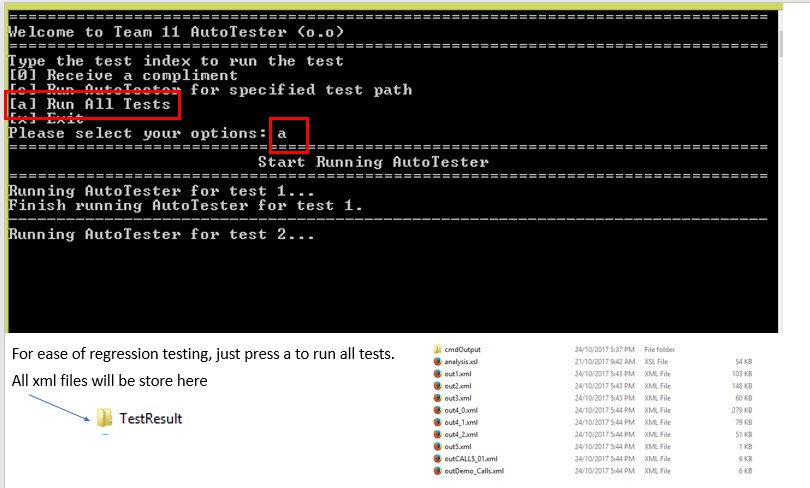 ================================================================
Welcome to Team 11 AutoTester (o.o)
================================================================
Type the test index to run the test
[0] Receive a compliment
[s] Run AutoTester for specified test path
[a] Run All Tests
[x] Exit
Please select your options: a
================================================================
Start Running AutoTester
================================================================
Running AutoTester for test 1...
Finish running AutoTester for test 1.
----------------------------------------------------------------
Running AutoTester for test 2...
For ease of regression testing, just press a to run all tests.
All xml files will be store here
TestResult
cmdOutput 24/10/2017 5:37 PM File folder
analysis.xsl 21/10/2017 9:42 AM XSL File 54 KB
out1.xml 24/10/2017 5:43 PM XML File 103 KB
out2.xml 24/10/2017 5:43 PM XML File 148 KB
out3.xml 24/10/2017 5:43 PM XML File 60 KB
out4_0.xml 24/10/2017 5:44 PM XML File 279 KB
out4_1.xml 24/10/2017 5:44 PM XML File 79 KB
out4_2.xml 24/10/2017 5:44 PM XML File 51 KB
out5.xml 24/10/2017 5:44 PM XML File 1 KB
outCALLS_01.xml 24/10/2017 5:44 PM XML File 6 KB
outDemo_Calls.xml 24/10/2017 5:44 PM XML File 6 KB